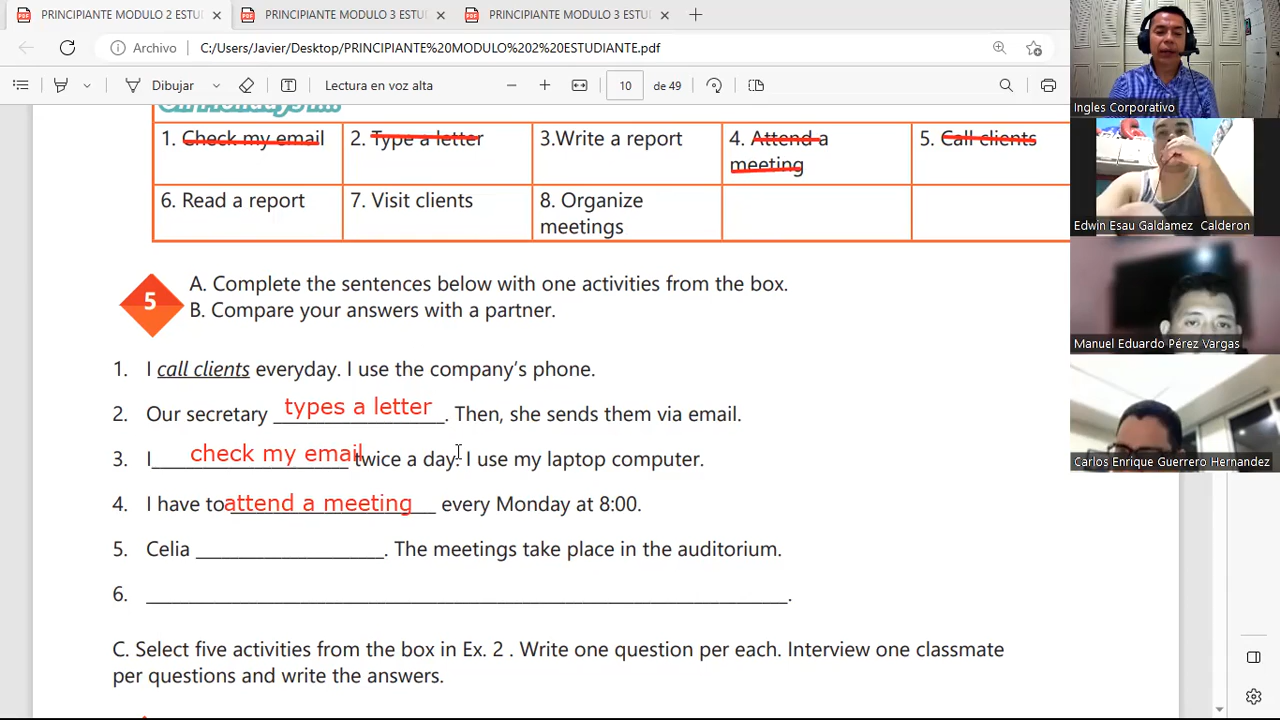 PRINCIPIANTE MODULO 2 ESTU
PRINCIPIANTE MODULO 3 ESTU
PRINCIPIANTE MODULO 3 ESTU
Archivo
C:/Users/Javier/Desktop/PRINCIPIANTE%20MODULO%202%20ESTUDIANTE.pdf
Dibujar
Lectura en voz alta
10
de 49
1. Check my email 2. Type a letter 3.Write a report 4. Attend a meeting 5. Call clients
6. Read a report 7. Visit clients 8. Organize meetings
5
A. Complete the sentences below with one activities from the box.
B. Compare your answers with a partner.
1. I call clients everyday. I use the company's phone.
2. Our secretary types a letter. Then, she sends them via email.
3. I check my email twice a day. I use my laptop computer.
4. I have to attend a meeting every Monday at 8:00.
5. Celia ___________________. The meetings take place in the auditorium.
6. ________________________________________________________________.
C. Select five activities from the box in Ex. 2 . Write one question per each. Interview one classmate
per questions and write the answers.
Ingles Corporativo
Edwin Esau Galdamez Calderon
Manuel Eduardo Pérez Vargas
Carlos Enrique Guerrero Hernandez